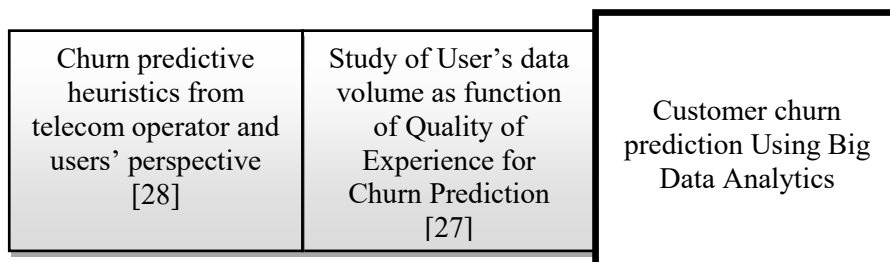 Churn predictive
heuristics from
telecom operator and
users’ perspective
[28]
Study of User’s data
volume as function
of Quality of
Experience for
Churn Prediction
[27]
Customer churn
prediction Using Big
Data Analytics